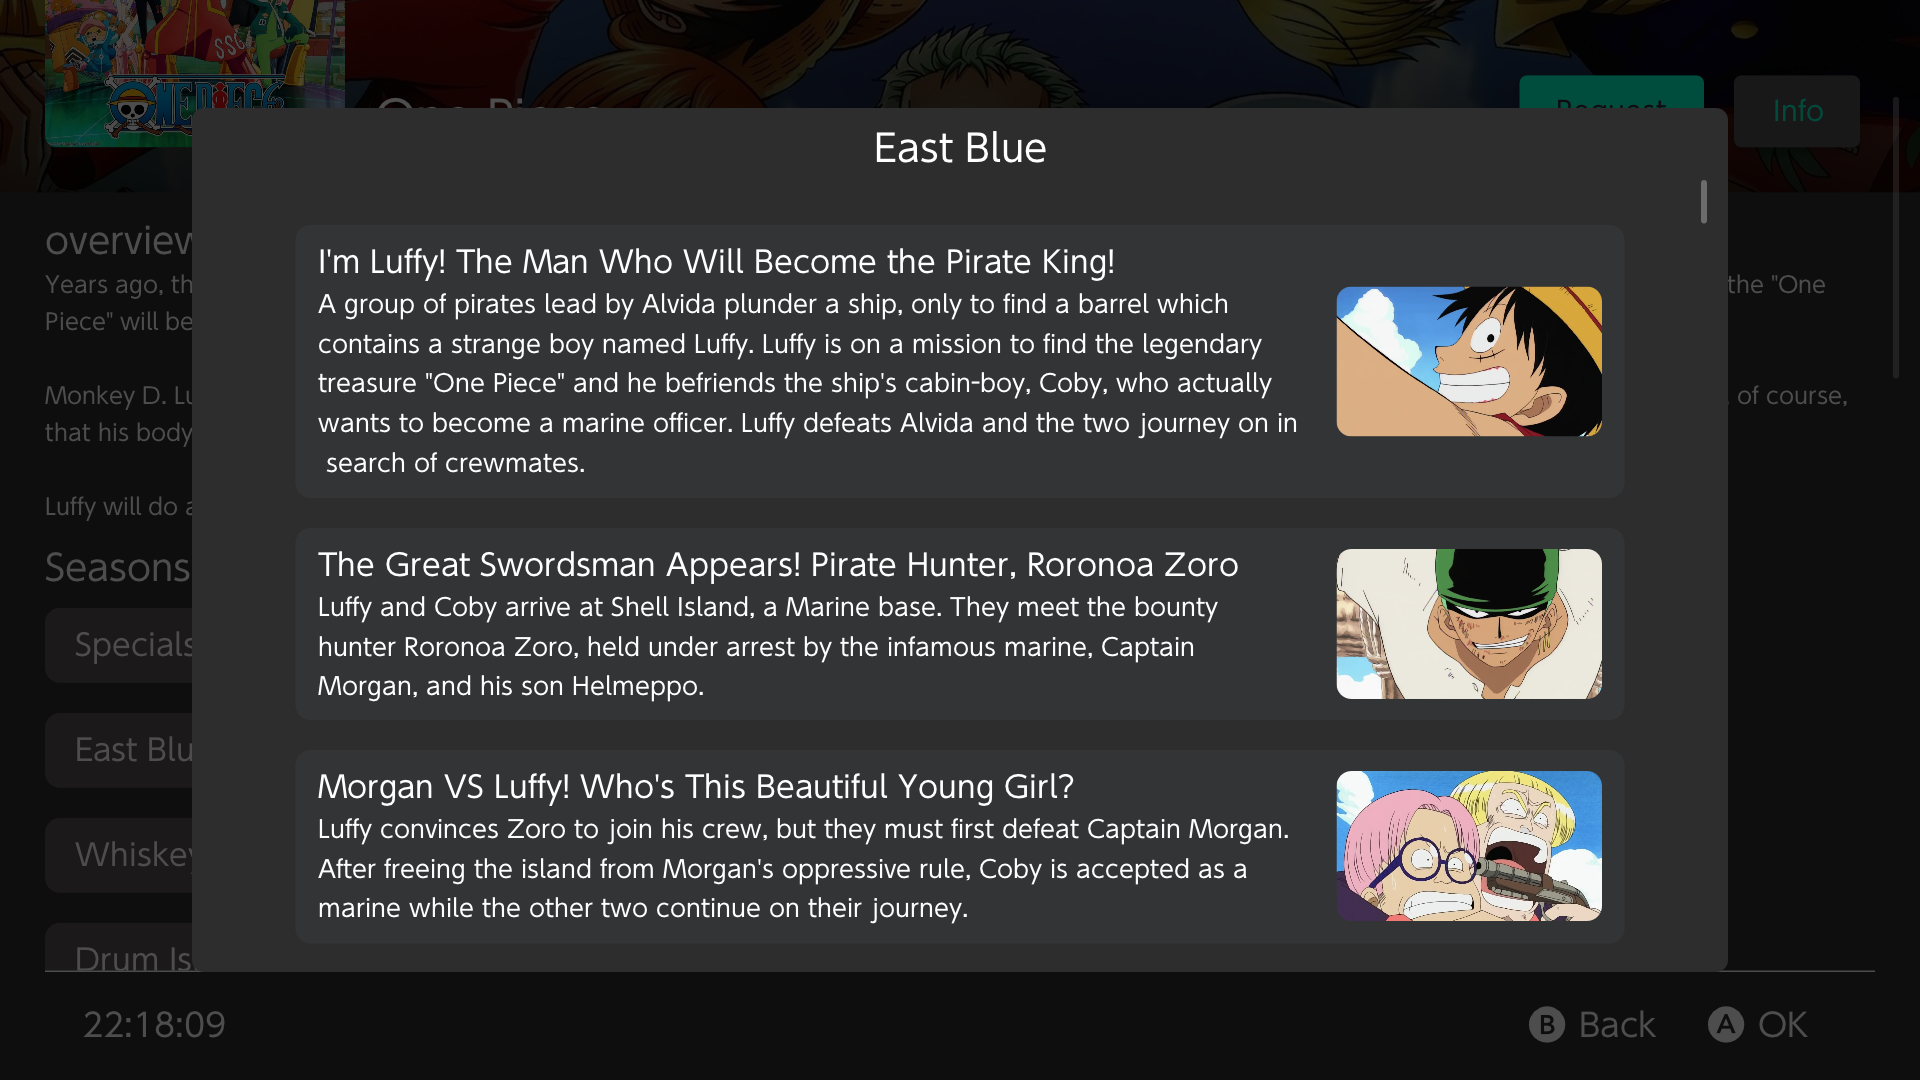 SSG
ONE PIECE
One Piece
Request
Info
East Blue
overview
Years ago, th
the "One
Piece" will be
Monkey D. Lu
of course,
that his body
Luffy will do a
Seasons
Specials
East Blu
Whiskey
Drum Is
I'm Luffy! The Man Who Will Become the Pirate King!
A group of pirates lead by Alvida plunder a ship, only to find a barrel which
contains a strange boy named Luffy. Luffy is on a mission to find the legendary
treasure "One Piece" and he befriends the ship's cabin-boy, Coby, who actually
wants to become a marine officer. Luffy defeats Alvida and the two journey on in
search of crewmates.
The Great Swordsman Appears! Pirate Hunter, Roronoa Zoro
Luffy and Coby arrive at Shell Island, a Marine base. They meet the bounty
hunter Roronoa Zoro, held under arrest by the infamous marine, Captain
Morgan, and his son Helmeppo.
Morgan VS Luffy! Who's This Beautiful Young Girl?
Luffy convinces Zoro to join his crew, but they must first defeat Captain Morgan.
After freeing the island from Morgan's oppressive rule, Coby is accepted as a
marine while the other two continue on their journey.
22:18:09
B Back
A OK